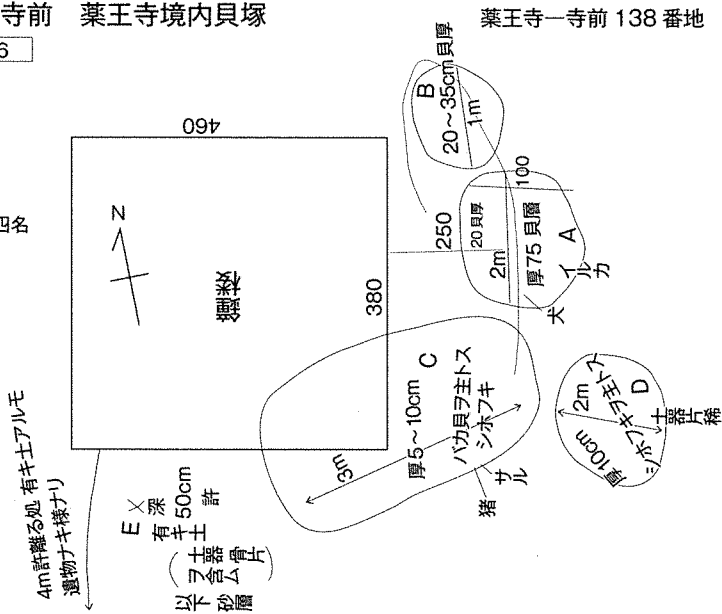 寺前　薬王寺境内貝塚
薬王寺一寺前 138 番地
6
四名
460
N
鐘楼
380
B
20～35cm貝厚
1m
250
100
20貝厚
2m
厚75貝層
A
イルカ
犬
C
厚5～10cm
バカ貝ヲ主トス
シホフキ
3m
サル
猪
D
2m
シホフキヲ主トス
厚10cm
土器片稀
4m許離る処 有キ土アルモ
遺物ナキ様ナリ
E ×
深50cm許
有キ土
（土器骨片
ヲ含ム）
以下砂層